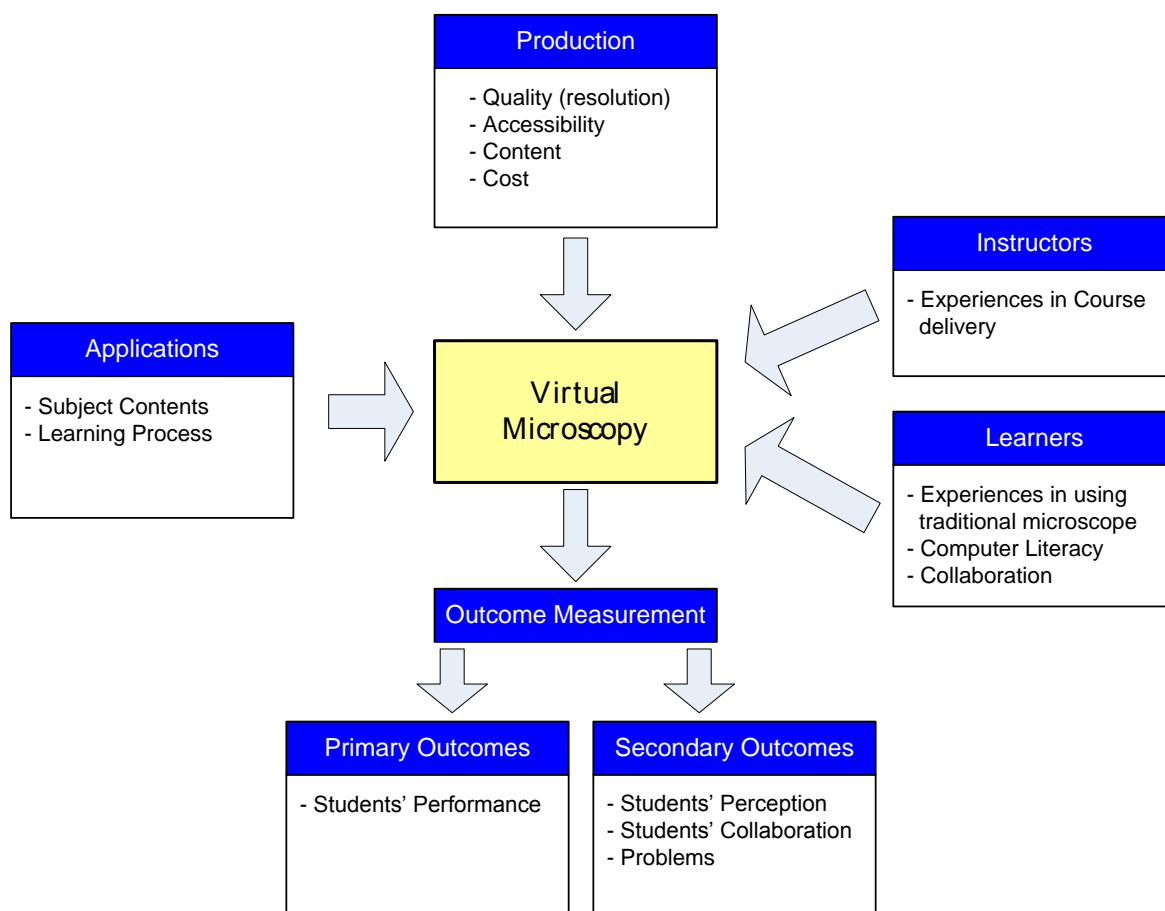 Production
- Quality (resolution)
- Accessibility
- Content
- Cost
Instructors
- Experiences in Course
delivery
Applications
- Subject Contents
- Learning Process
Virtual
Microscopy
Learners
- Experiences in using
traditional microscope
- Computer Literacy
- Collaboration
Outcome Measurement
Primary Outcomes
- Students’ Performance
Secondary Outcomes
- Students’ Perception
- Students’ Collaboration
- Problems